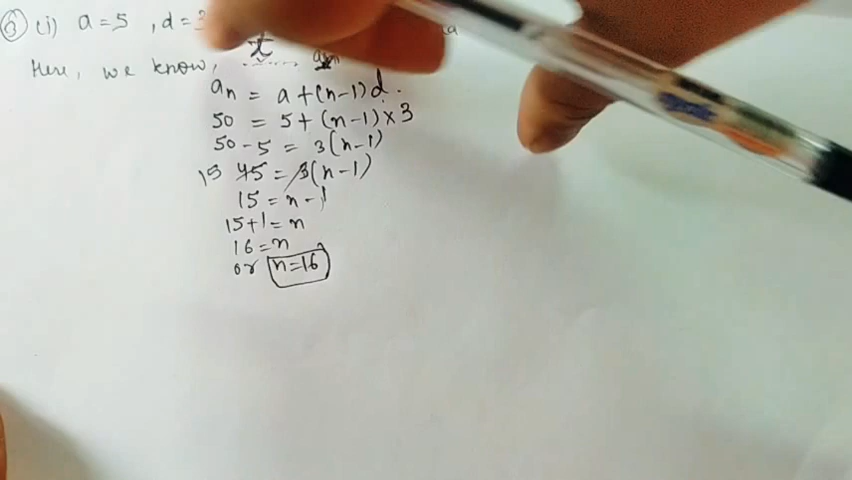 ③ (i) a = 5 , d = 3
Here, we know,
an = a + (n-1) d.
50 = 5 + (n-1) × 3
50 - 5 = 3(n-1)
15 45 = 3(n-1)
15 = n - 1
15+1 = n
16 = n
or n = 16